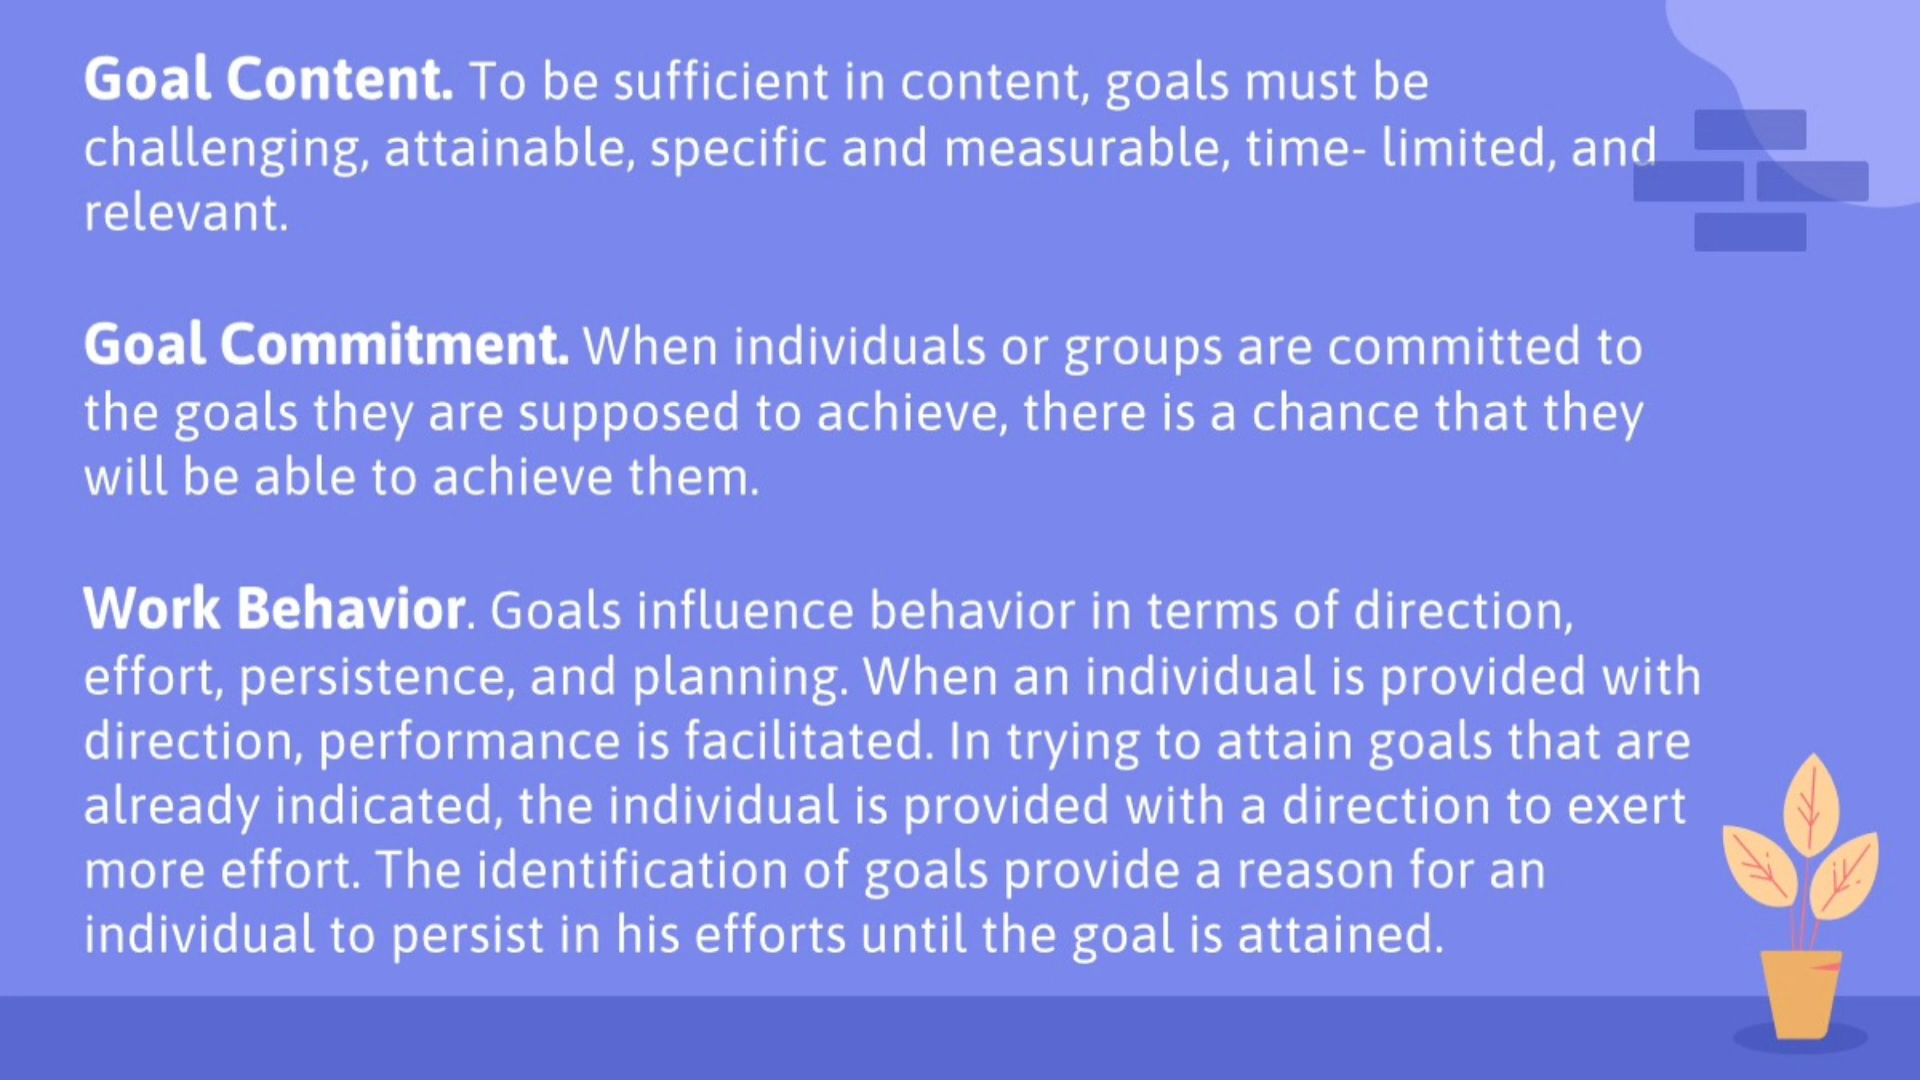 Goal Content. To be sufficient in content, goals must be
challenging, attainable, specific and measurable, time- limited, and
relevant.
Goal Commitment. When individuals or groups are committed to
the goals they are supposed to achieve, there is a chance that they
will be able to achieve them.
Work Behavior. Goals influence behavior in terms of direction,
effort, persistence, and planning. When an individual is provided with
direction, performance is facilitated. In trying to attain goals that are
already indicated, the individual is provided with a direction to exert
more effort. The identification of goals provide a reason for an
individual to persist in his efforts until the goal is attained.